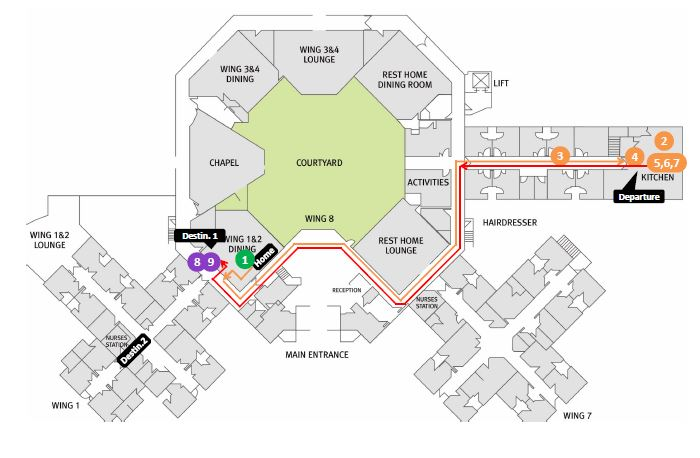 WING 3&4
LOUNGE
WING 3&4
DINING
REST HOME
DINING ROOM
LIFT
2
3
4
5,6,7
KITCHEN
CHAPEL
COURTYARD
ACTIVITIES
Departure
WING 8
HAIRDRESSER
WING 1&2
LOUNGE
Destin. 1
WING 1&2
DINING
Home
1
8
9
REST HOME
LOUNGE
RECEPTION
NURSES
STATION
NURSES
STATION
Destin.2
MAIN ENTRANCE
WING 1
WING 7